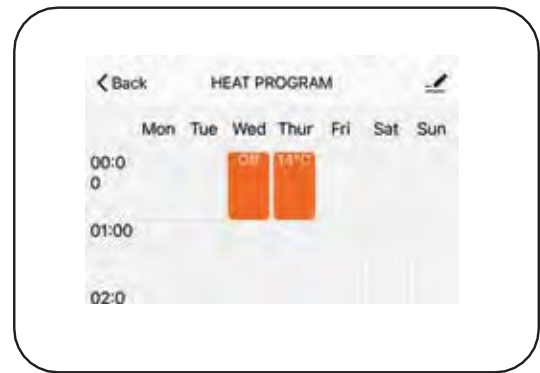 Back HEAT PROGRAM
Mon Tue Wed Thur Fri Sat Sun
00:0
0
Off 14°C
01:00
02:0